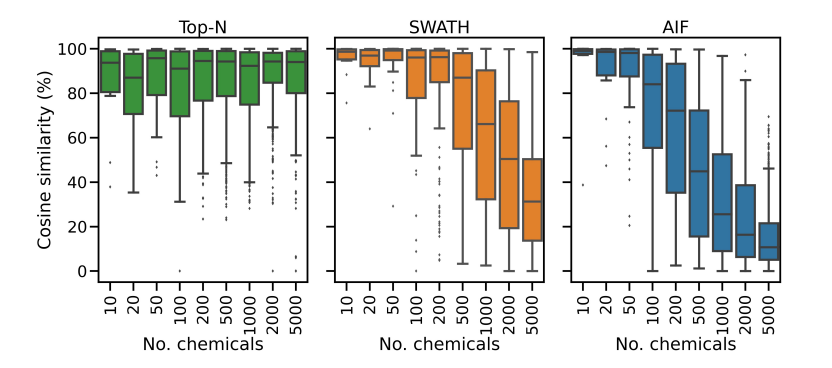 Top-N SWATH AIF
Cosine similarity (%)
100
80
60
40
20
0
10 20 50 100 200 500 1000 2000 5000 10 20 50 100 200 500 1000 2000 5000 10 20 50 100 200 500 1000 2000 5000
No. chemicals No. chemicals No. chemicals